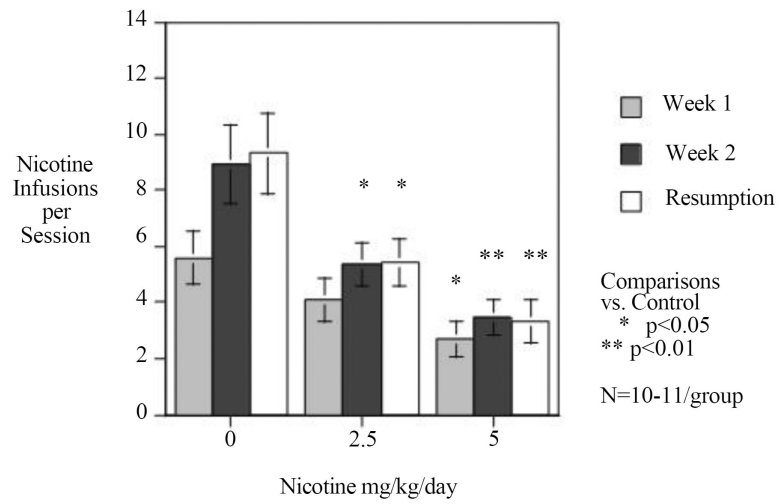 14
12
10
8
6
4
2
0
Nicotine
Infusions
per
Session
* *
* ** **
0 2.5 5
Nicotine mg/kg/day
Week 1
Week 2
Resumption
Comparisons
vs. Control
* p<0.05
** p<0.01
N=10-11/group